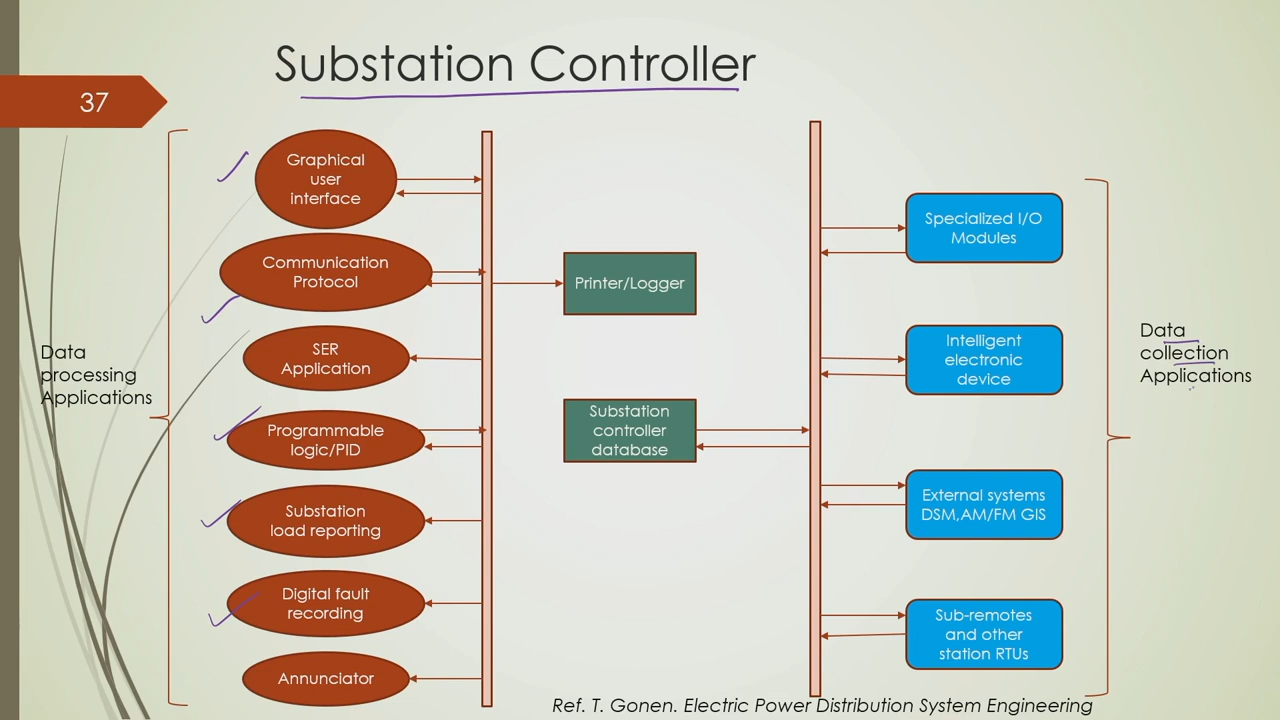 Substation Controller
37
Graphical
user
interface
Communication
Protocol
SER
Application
Programmable
logic/PID
Substation
load reporting
Digital fault
recording
Annunciator
Data
processing
Applications
Printer/Logger
Substation
controller
database
Specialized I/O
Modules
Intelligent
electronic
device
External systems
DSM,AM/FM GIS
Sub-remotes
and other
station RTUs
Data
collection
Applications
Ref. T. Gonen. Electric Power Distribution System Engineering